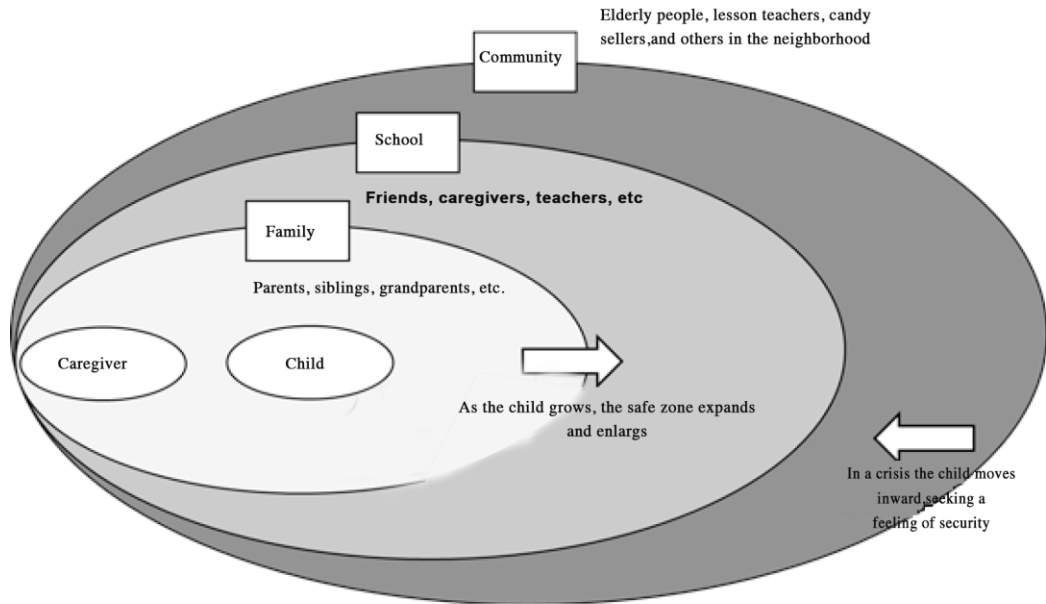 Elderly people, lesson teachers, candy
sellers,and others in the neighborhood
Community
School
Friends, caregivers, teachers, etc
Family
Parents, siblings, grandparents, etc.
Caregiver
Child
As the child grows, the safe zone expands
and enlargs
In a crisis the child moves
inward,seeking a
feeling of security